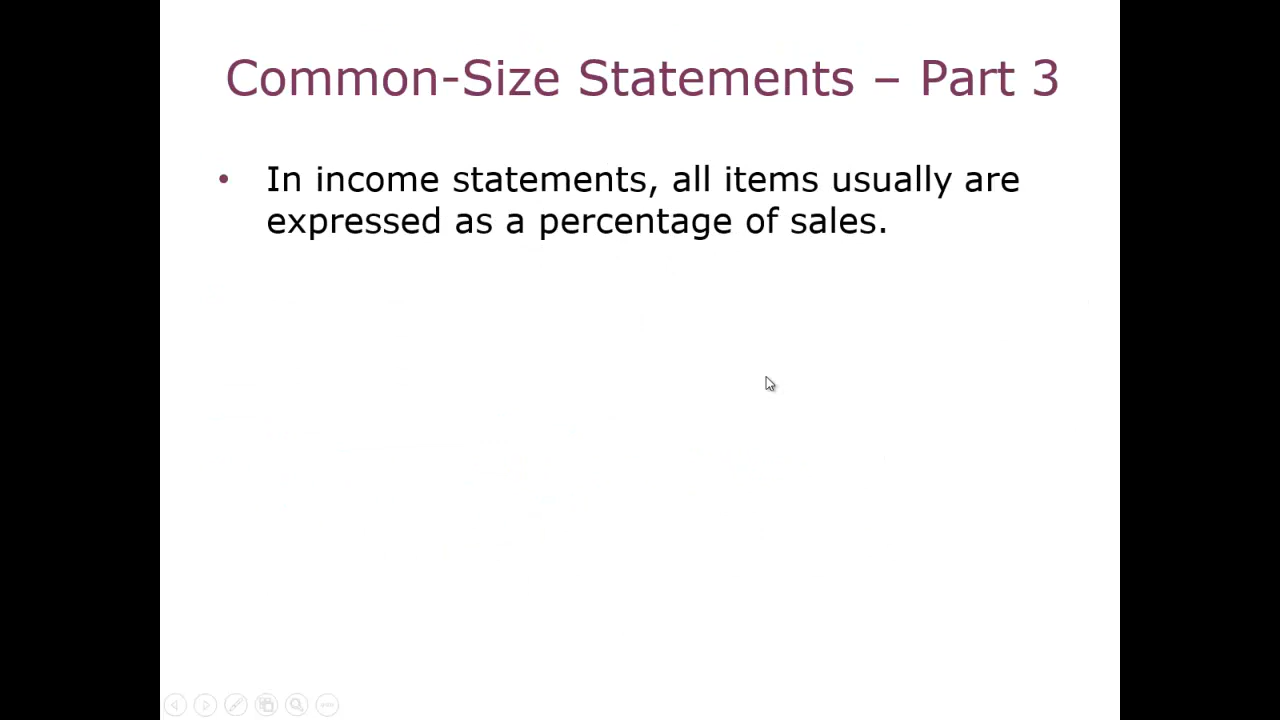 Common-Size Statements – Part 3
• In income statements, all items usually are
expressed as a percentage of sales.